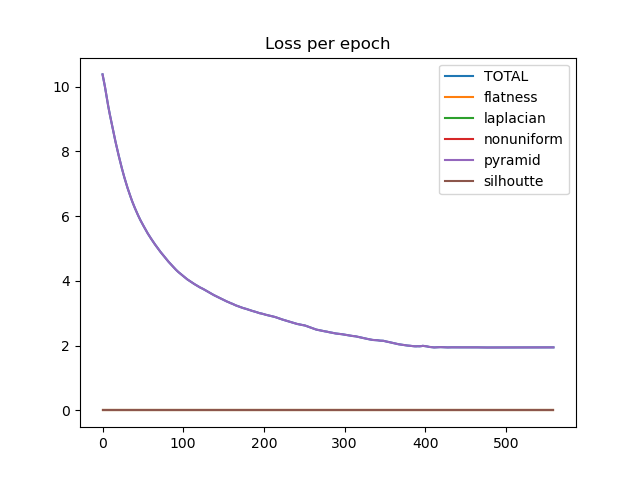 Loss per epoch
10
8
6
4
2
0
0 100 200 300 400 500
TOTAL
flatness
laplacian
nonuniform
pyramid
silhoutte